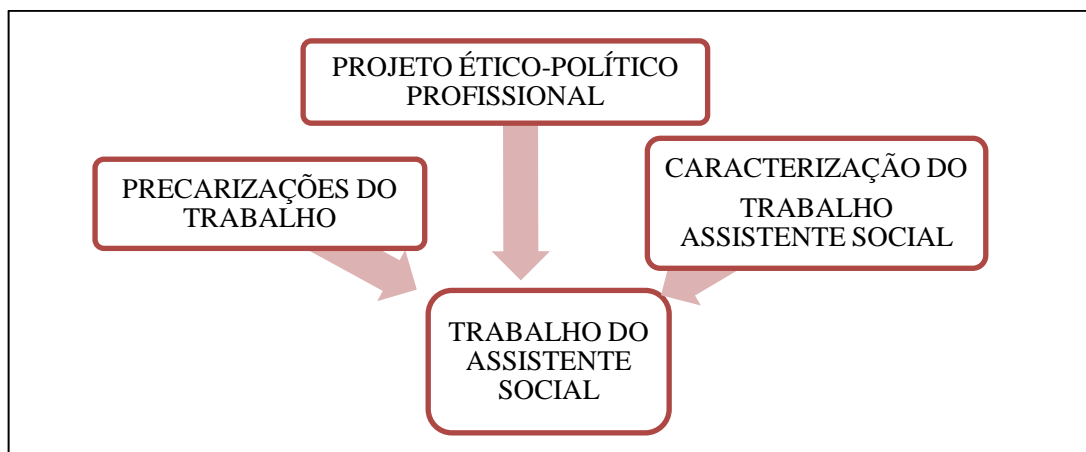 PROJETO ÉTICO-POLÍTICO
PROFISSIONAL
PRECARIZAÇÕES DO
TRABALHO
CARACTERIZAÇÃO DO
TRABALHO
ASSISTENTE SOCIAL
TRABALHO DO
ASSISTENTE
SOCIAL